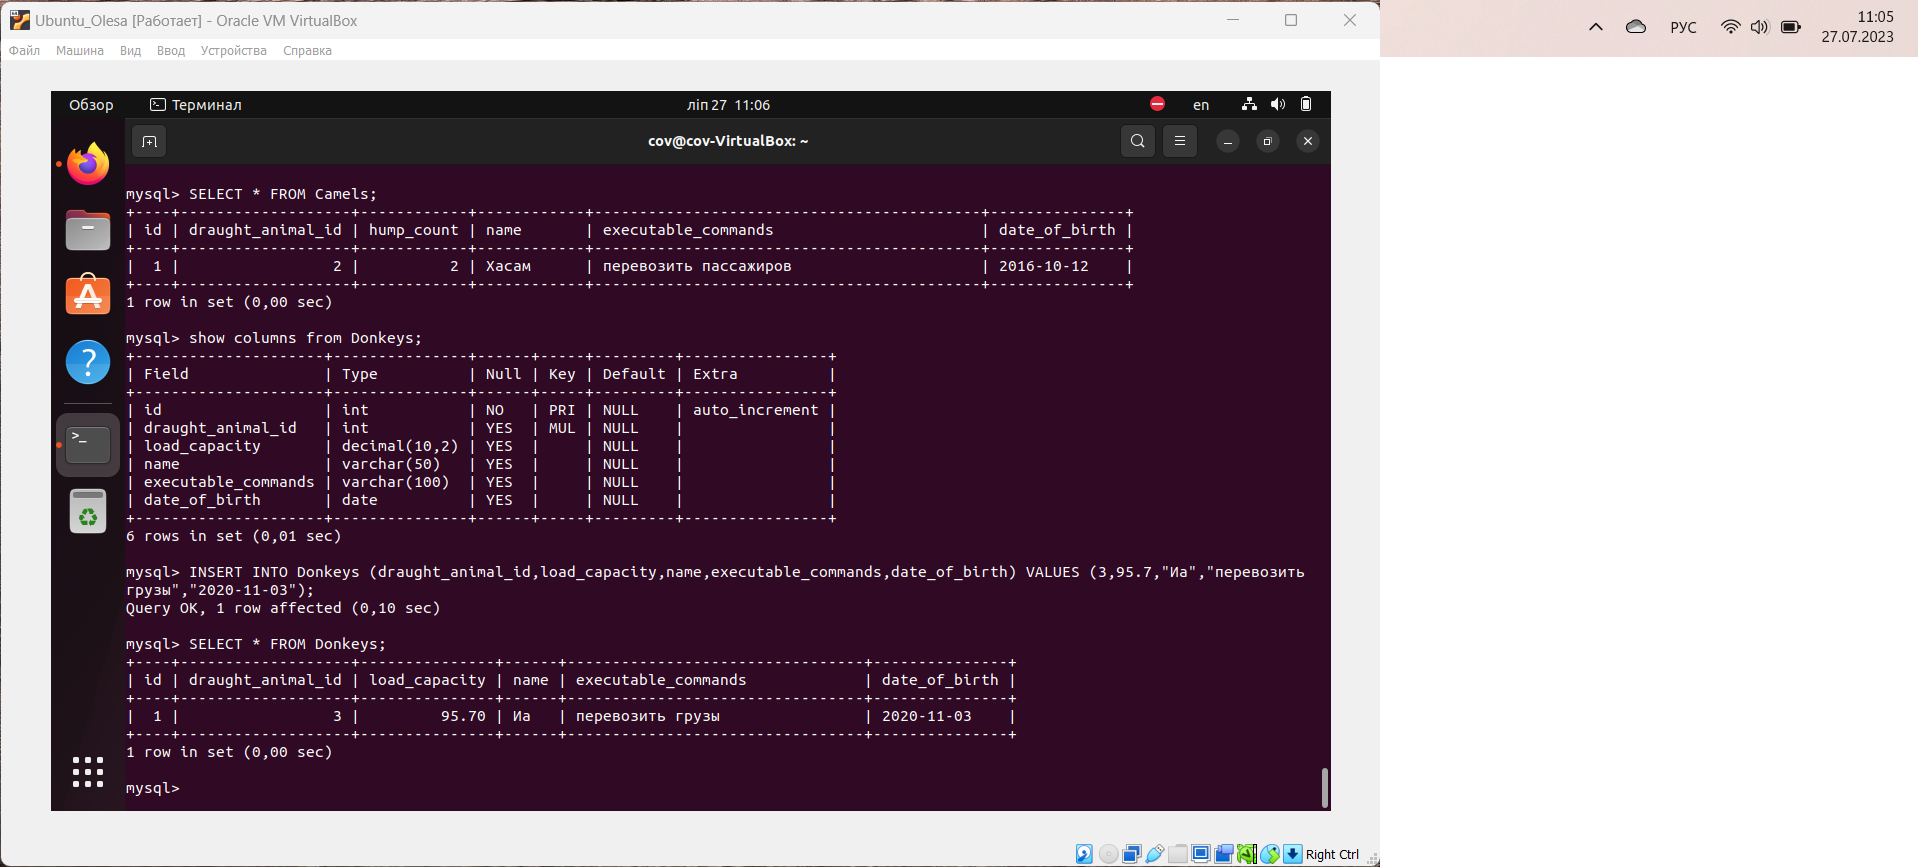 Ubuntu_Olesa [Работает] - Oracle VM VirtualBox
Файл Машина Вид Ввод Устройства Справка
РУС
11:05
27.07.2023
Обзор Терминал ліп 27 11:06 en
cov@cov-VirtualBox: ~
mysql> SELECT * FROM Camels;
+----+-------------------+------------+------------+-------------------------------------------+---------------+
| id | draught_animal_id | hump_count | name       | executable_commands                       | date_of_birth |
+----+-------------------+------------+------------+-------------------------------------------+---------------+
|  1 |                 2 |          2 | Хасам      | перевозить пассажиров                     | 2016-10-12    |
+----+-------------------+------------+------------+-------------------------------------------+---------------+
1 row in set (0,00 sec)
mysql> show columns from Donkeys;
+---------------------+---------------+------+-----+---------+----------------+
| Field               | Type          | Null | Key | Default | Extra          |
+---------------------+---------------+------+-----+---------+----------------+
| id                  | int           | NO   | PRI | NULL    | auto_increment |
| draught_animal_id   | int           | YES  | MUL | NULL    |                |
| load_capacity       | decimal(10,2) | YES  |     | NULL    |                |
| name                | varchar(50)   | YES  |     | NULL    |                |
| executable_commands | varchar(100)  | YES  |     | NULL    |                |
| date_of_birth       | date          | YES  |     | NULL    |                |
+---------------------+---------------+------+-----+---------+----------------+
6 rows in set (0,01 sec)
mysql> INSERT INTO Donkeys (draught_animal_id,load_capacity,name,executable_commands,date_of_birth) VALUES (3,95.7,"Иа","перевозить
грузы","2020-11-03");
Query OK, 1 row affected (0,10 sec)
mysql> SELECT * FROM Donkeys;
+----+-------------------+---------------+------+---------------------------------+---------------+
| id | draught_animal_id | load_capacity | name | executable_commands             | date_of_birth |
+----+-------------------+---------------+------+---------------------------------+---------------+
|  1 |                 3 |         95.70 | Иа   | перевозить грузы                | 2020-11-03    |
+----+-------------------+---------------+------+---------------------------------+---------------+
1 row in set (0,00 sec)
mysql>
Right Ctrl